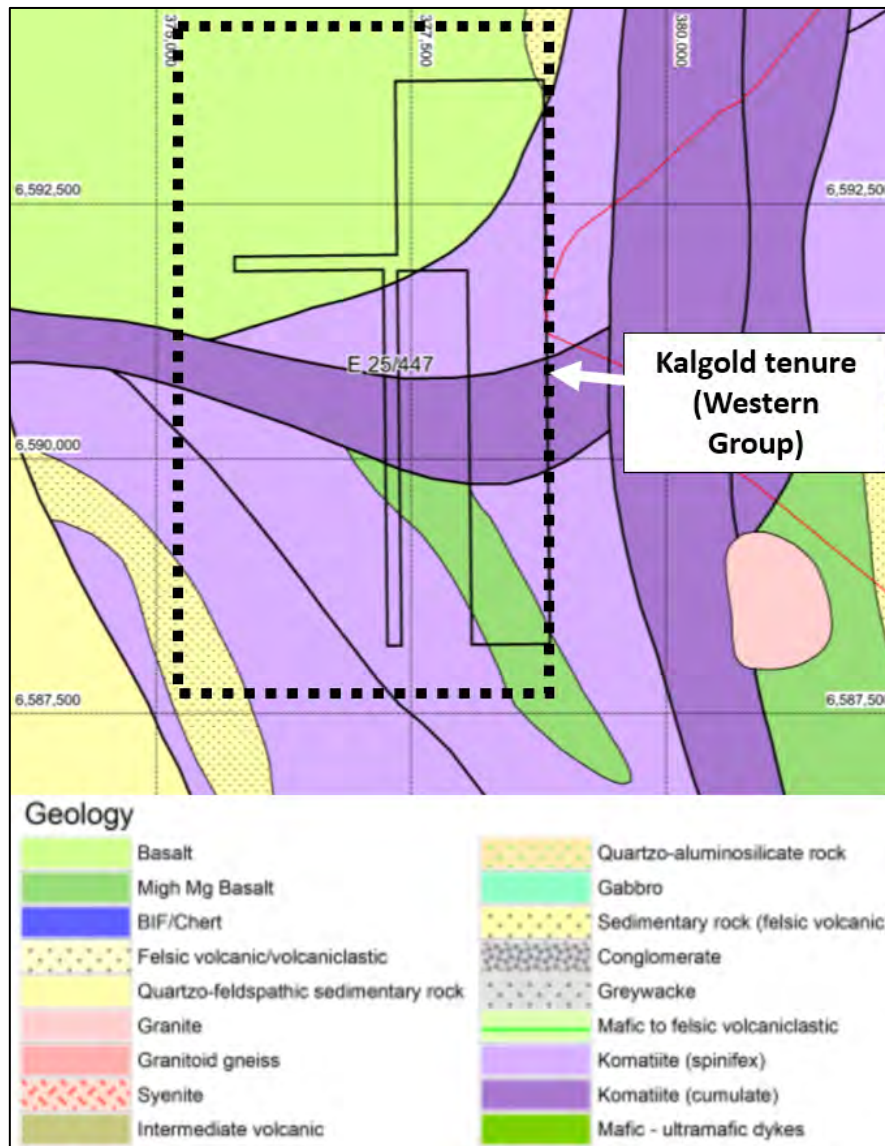 375,000
377,500
380,000
6,592,500
6,592,500
E 25/447
Kalgold tenure
(Western
Group)
6,590,000
6,587,500
6,587,500
Geology
Basalt
Migh Mg Basalt
BIF/Chert
Felsic volcanic/volcaniclastic
Quartzo-feldspathic sedimentary rock
Granite
Granitoid gneiss
Syenite
Intermediate volcanic
Quartzo-aluminosilicate rock
Gabbro
Sedimentary rock (felsic volcanic
Conglomerate
Greywacke
Mafic to felsic volcaniclastic
Komatiite (spinifex)
Komatiite (cumulate)
Mafic - ultramafic dykes